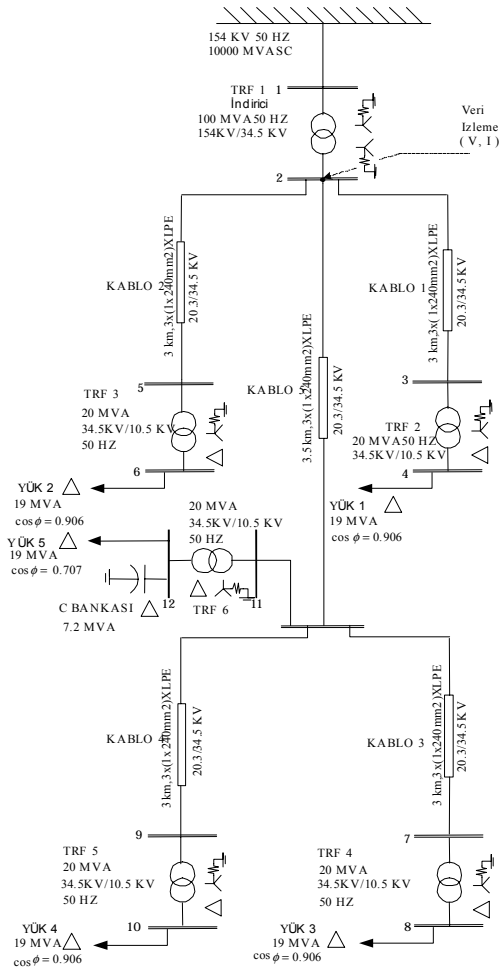 154 KV 50 HZ
10000 MVASC
TRF 1
1
İndirici
100 MVA50 HZ
154KV/34.5 KV
Veri
Izleme
( V, I )
2
KABLO 2
3 km,3x(1x240mm2)XLPE
20.3/34.5 KV
KABLO 1
3 km,3x(1x240mm2)XLPE
20.3/34.5 KV
KABLO 5
3.5 km,3x(1x240mm2)XLPE
20.3/34.5 KV
5
TRF 3
20 MVA
34.5KV/10.5 KV
50 HZ
6
3
TRF 2
20 MVA50 HZ
34.5KV/10.5 KV
4
YÜK 2
19 MVA
cos ϕ = 0.906
YÜK 1
19 MVA
cos ϕ = 0.906
YÜK 5
19 MVA
cos ϕ = 0.707
20 MVA
34.5KV/10.5 KV
50 HZ
C BANKASI
7.2 MVA
12
TRF 6
11
KABLO 4
3 km,3x(1x240mm2)XLPE
20.3/34.5 KV
KABLO 3
3 km,3x(1x240mm2)XLPE
20.3/34.5 KV
9
TRF 5
20 MVA
34.5KV/10.5 KV
50 HZ
10
7
TRF 4
20 MVA
34.5KV/10.5 KV
50 HZ
8
YÜK 4
19 MVA
cos ϕ = 0.906
YÜK 3
19 MVA
cos ϕ = 0.906